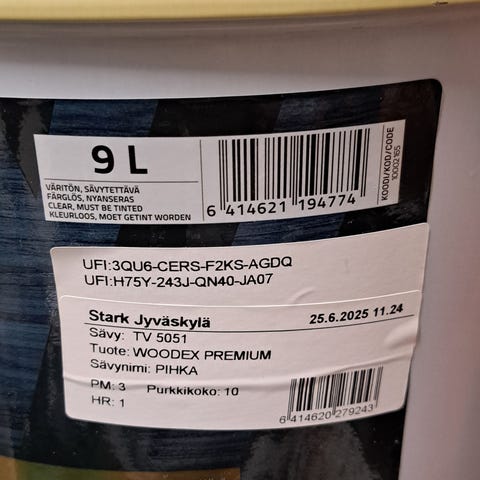 9 L
VÄRITÖN, SÄVYTETTÄVÄ
FÄRGLÖS, NYANSERAS
CLEAR, MUST BE TINTED
KLEURLOOS, MOET GETINT WORDEN
6 414621 194774
KOODI/KOD/CODE
10002165
UFI:3QU6-CERS-F2KS-AGDQ
UFI:H75Y-243J-QN40-JA07
Stark Jyväskylä 25.6.2025 11.24
Sävy: TV 5051
Tuote: WOODEX PREMIUM
Sävynimi: PIHKA
PM: 3 Purkkikoko: 10
HR: 1
6 414620 279243